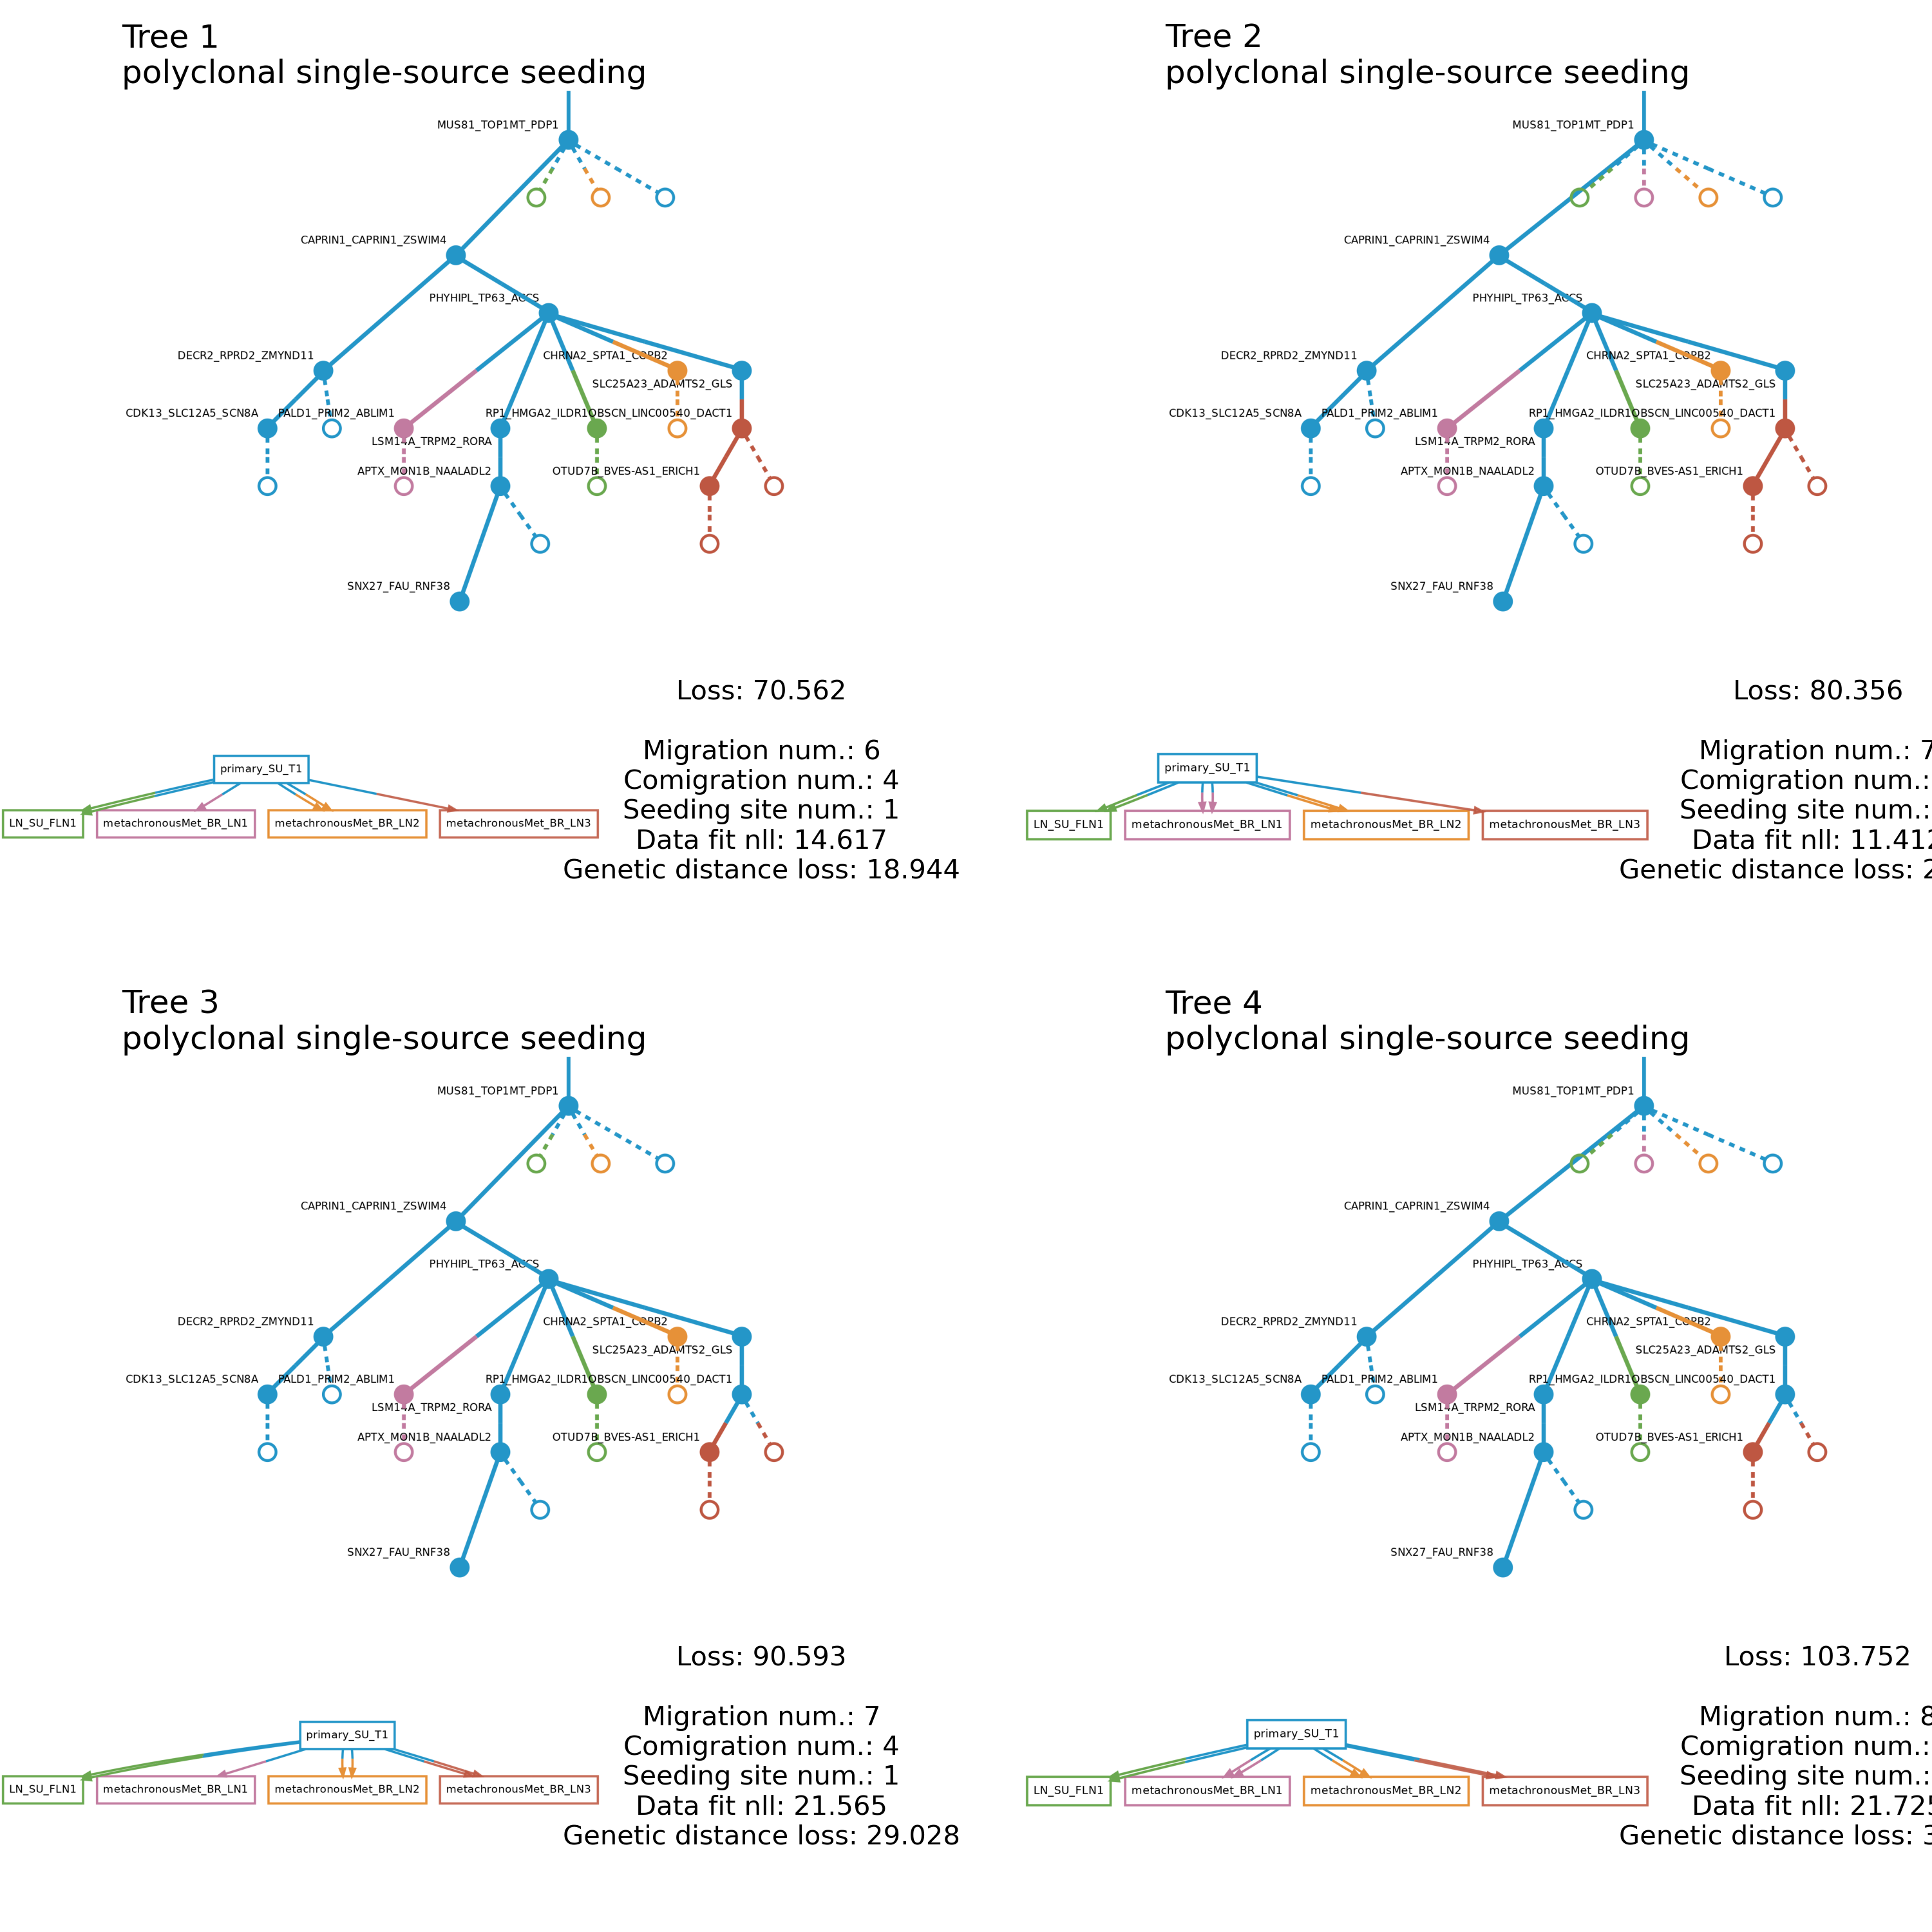 Tree 1
polyclonal single-source seeding
MUS81_TOP1MT_PDP1
CAPRIN1_CAPRIN1_ZSWIM4
PHYHIPL_TP63_ACCS
DECR2_RPRD2_ZMYND11
CHRNA2_SPTA1_COPB2
SLC25A23_ADAMTS2_GLS
CDK13_SLC12A5_SCN8A
PALD1_PRIM2_ABLIM1
RP1_HMGA2_ILDR1
OBSCN_LINC00540_DACT1
LSM14A_TRPM2_RORA
APTX_MON1B_NAALADL2
OTUD7B_BVES-AS1_ERICH1
SNX27_FAU_RNF38
Loss: 70.562
Migration num.: 6
Comigration num.: 4
Seeding site num.: 1
Data fit nll: 14.617
Genetic distance loss: 18.944
primary_SU_T1
LN_SU_FLN1
metachronousMet_BR_LN1
metachronousMet_BR_LN2
metachronousMet_BR_LN3
Tree 2
polyclonal single-source seeding
MUS81_TOP1MT_PDP1
CAPRIN1_CAPRIN1_ZSWIM4
PHYHIPL_TP63_ACCS
DECR2_RPRD2_ZMYND11
CHRNA2_SPTA1_COPB2
SLC25A23_ADAMTS2_GLS
CDK13_SLC12A5_SCN8A
PALD1_PRIM2_ABLIM1
RP1_HMGA2_ILDR1
OBSCN_LINC00540_DACT1
LSM14A_TRPM2_RORA
APTX_MON1B_NAALADL2
OTUD7B_BVES-AS1_ERICH1
SNX27_FAU_RNF38
Loss: 80.356
Migration num.: 7
Comigration num.:
Seeding site num.:
Data fit nll: 11.412
Genetic distance loss: 2
primary_SU_T1
LN_SU_FLN1
metachronousMet_BR_LN1
metachronousMet_BR_LN2
metachronousMet_BR_LN3
Tree 3
polyclonal single-source seeding
MUS81_TOP1MT_PDP1
CAPRIN1_CAPRIN1_ZSWIM4
PHYHIPL_TP63_ACCS
DECR2_RPRD2_ZMYND11
CHRNA2_SPTA1_COPB2
SLC25A23_ADAMTS2_GLS
CDK13_SLC12A5_SCN8A
PALD1_PRIM2_ABLIM1
RP1_HMGA2_ILDR1
OBSCN_LINC00540_DACT1
LSM14A_TRPM2_RORA
APTX_MON1B_NAALADL2
OTUD7B_BVES-AS1_ERICH1
SNX27_FAU_RNF38
Loss: 90.593
Migration num.: 7
Comigration num.: 4
Seeding site num.: 1
Data fit nll: 21.565
Genetic distance loss: 29.028
primary_SU_T1
LN_SU_FLN1
metachronousMet_BR_LN1
metachronousMet_BR_LN2
metachronousMet_BR_LN3
Tree 4
polyclonal single-source seeding
MUS81_TOP1MT_PDP1
CAPRIN1_CAPRIN1_ZSWIM4
PHYHIPL_TP63_ACCS
DECR2_RPRD2_ZMYND11
CHRNA2_SPTA1_COPB2
SLC25A23_ADAMTS2_GLS
CDK13_SLC12A5_SCN8A
PALD1_PRIM2_ABLIM1
RP1_HMGA2_ILDR1
OBSCN_LINC00540_DACT1
LSM14A_TRPM2_RORA
APTX_MON1B_NAALADL2
OTUD7B_BVES-AS1_ERICH1
SNX27_FAU_RNF38
Loss: 103.752
Migration num.: 8
Comigration num.:
Seeding site num.:
Data fit nll: 21.725
Genetic distance loss: 3
primary_SU_T1
LN_SU_FLN1
metachronousMet_BR_LN1
metachronousMet_BR_LN2
metachronousMet_BR_LN3